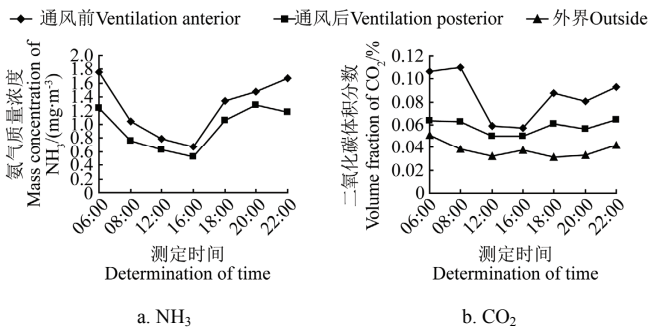 通风前Ventilation anterior 通风后Ventilation posterior 外界Outside
氨气质量浓度
Mass concentration of
NH₃/(mg·m⁻³)
2.0
1.8
1.6
1.4
1.2
1.0
0.8
0.6
0.4
0.2
0
06:00 08:00 12:00 16:00 18:00 20:00 22:00
测定时间
Determination of time
a. NH₃
二氧化碳体积分数
Volume fraction of CO₂/%
0.12
0.10
0.08
0.06
0.04
0.02
0
06:00 08:00 12:00 16:00 18:00 20:00 22:00
测定时间
Determination of time
b. CO₂